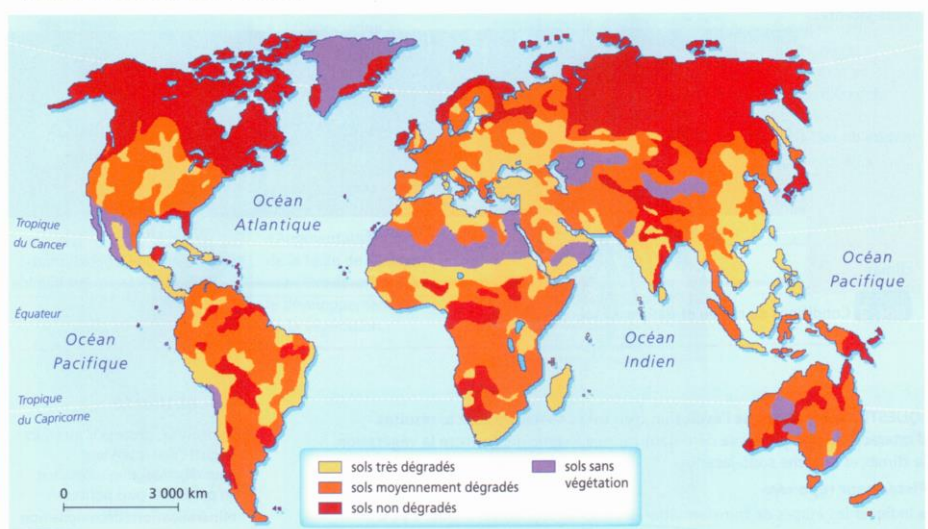 Océan
Atlantique
Tropique
du Cancer
Océan
Pacifique
Équateur
Océan
Pacifique
Océan
Indien
Tropique
du Capricorne
sols très dégradés
sols moyennement dégradés
sols non dégradés
sols sans
végétation
0 3 000 km